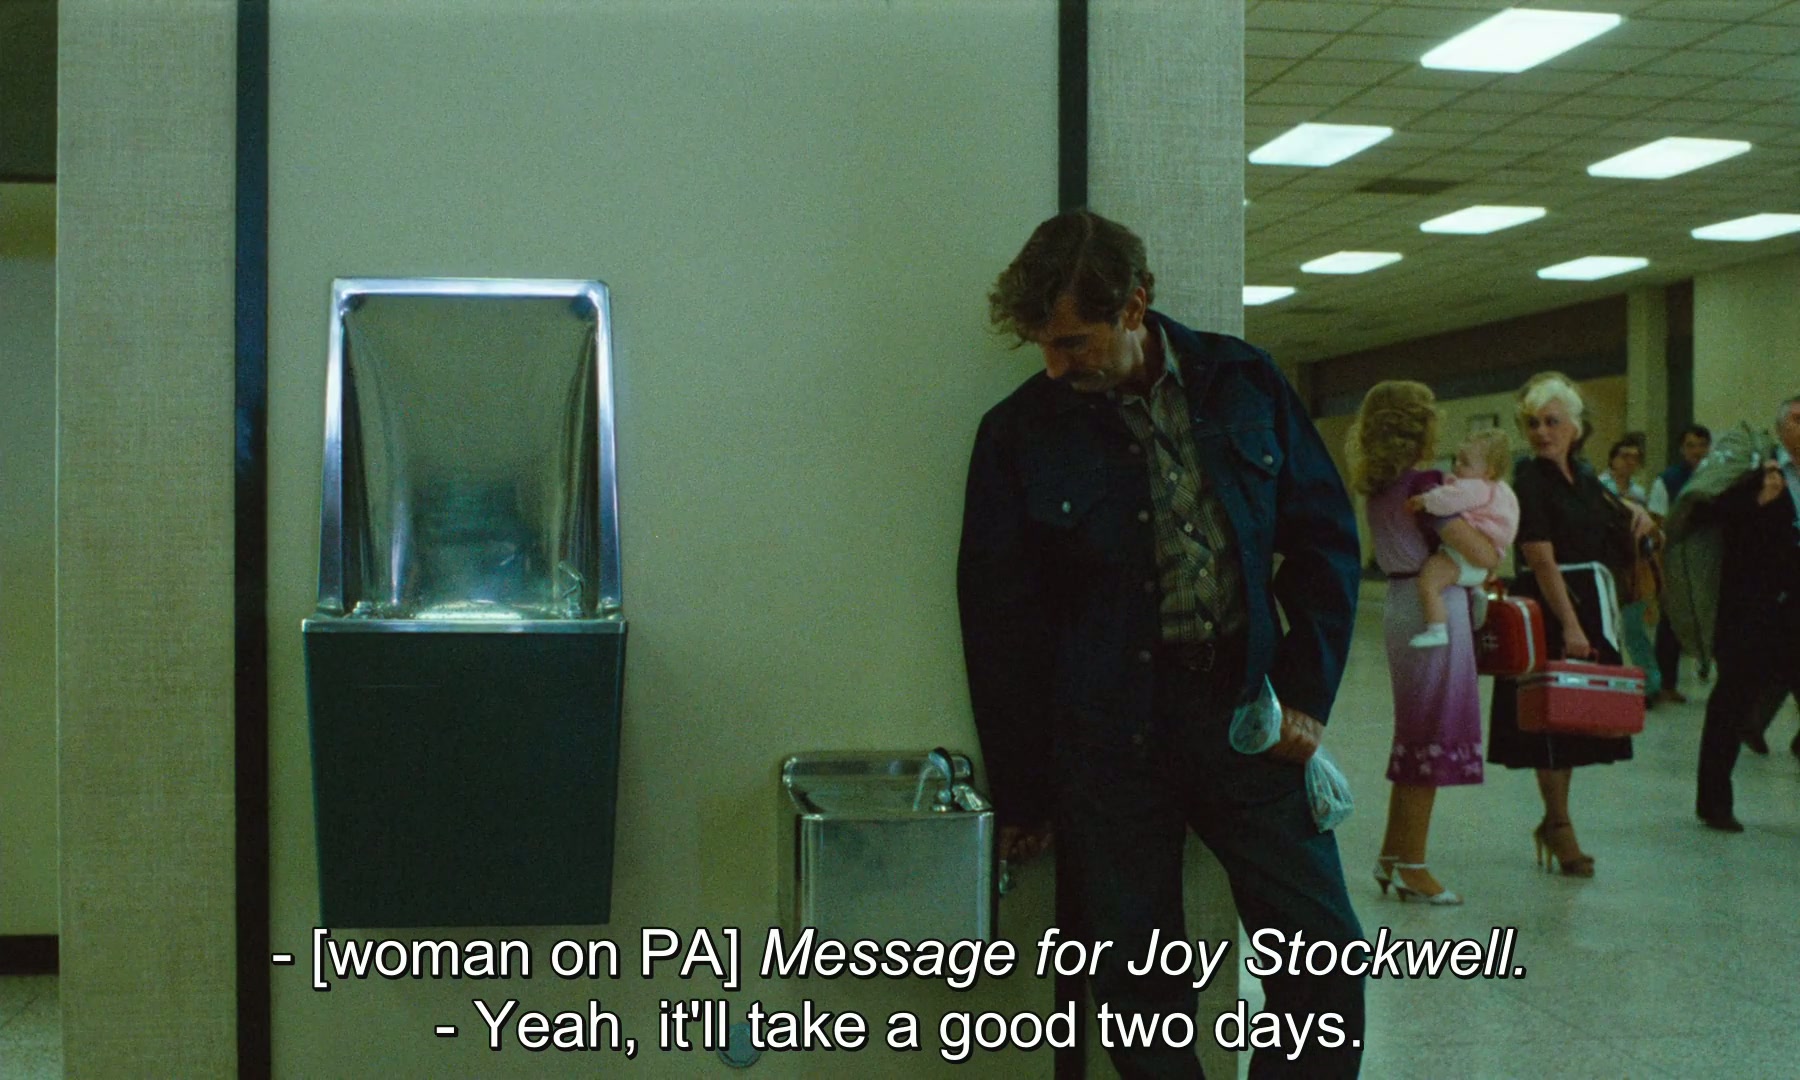 - [woman on PA] Message for Joy Stockwell.
- Yeah, it'll take a good two days.